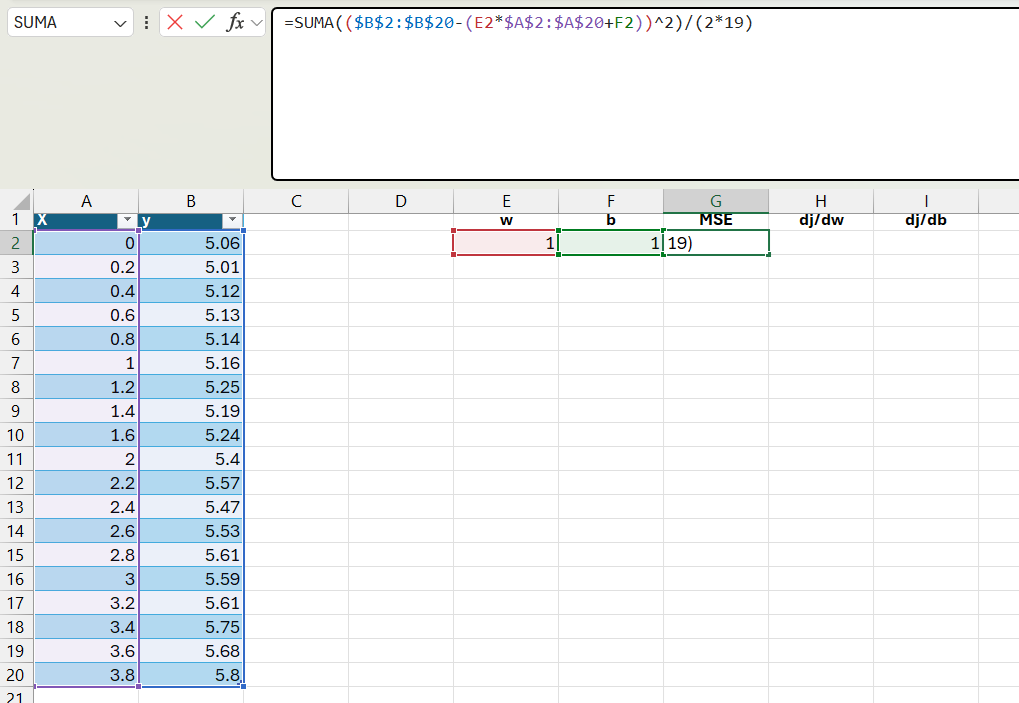 SUMA fx =SUMA(($B$2:$B$20-(E2*$A$2:$A$20+F2))^2)/(2*19)
A B C D E F G H I
1 X y w b MSE dj/dw dj/db
2 0 5.06 1 1 19)
3 0.2 5.01
4 0.4 5.12
5 0.6 5.13
6 0.8 5.14
7 1 5.16
8 1.2 5.25
9 1.4 5.19
10 1.6 5.24
11 2 5.4
12 2.2 5.57
13 2.4 5.47
14 2.6 5.53
15 2.8 5.61
16 3 5.59
17 3.2 5.61
18 3.4 5.75
19 3.6 5.68
20 3.8 5.8
21